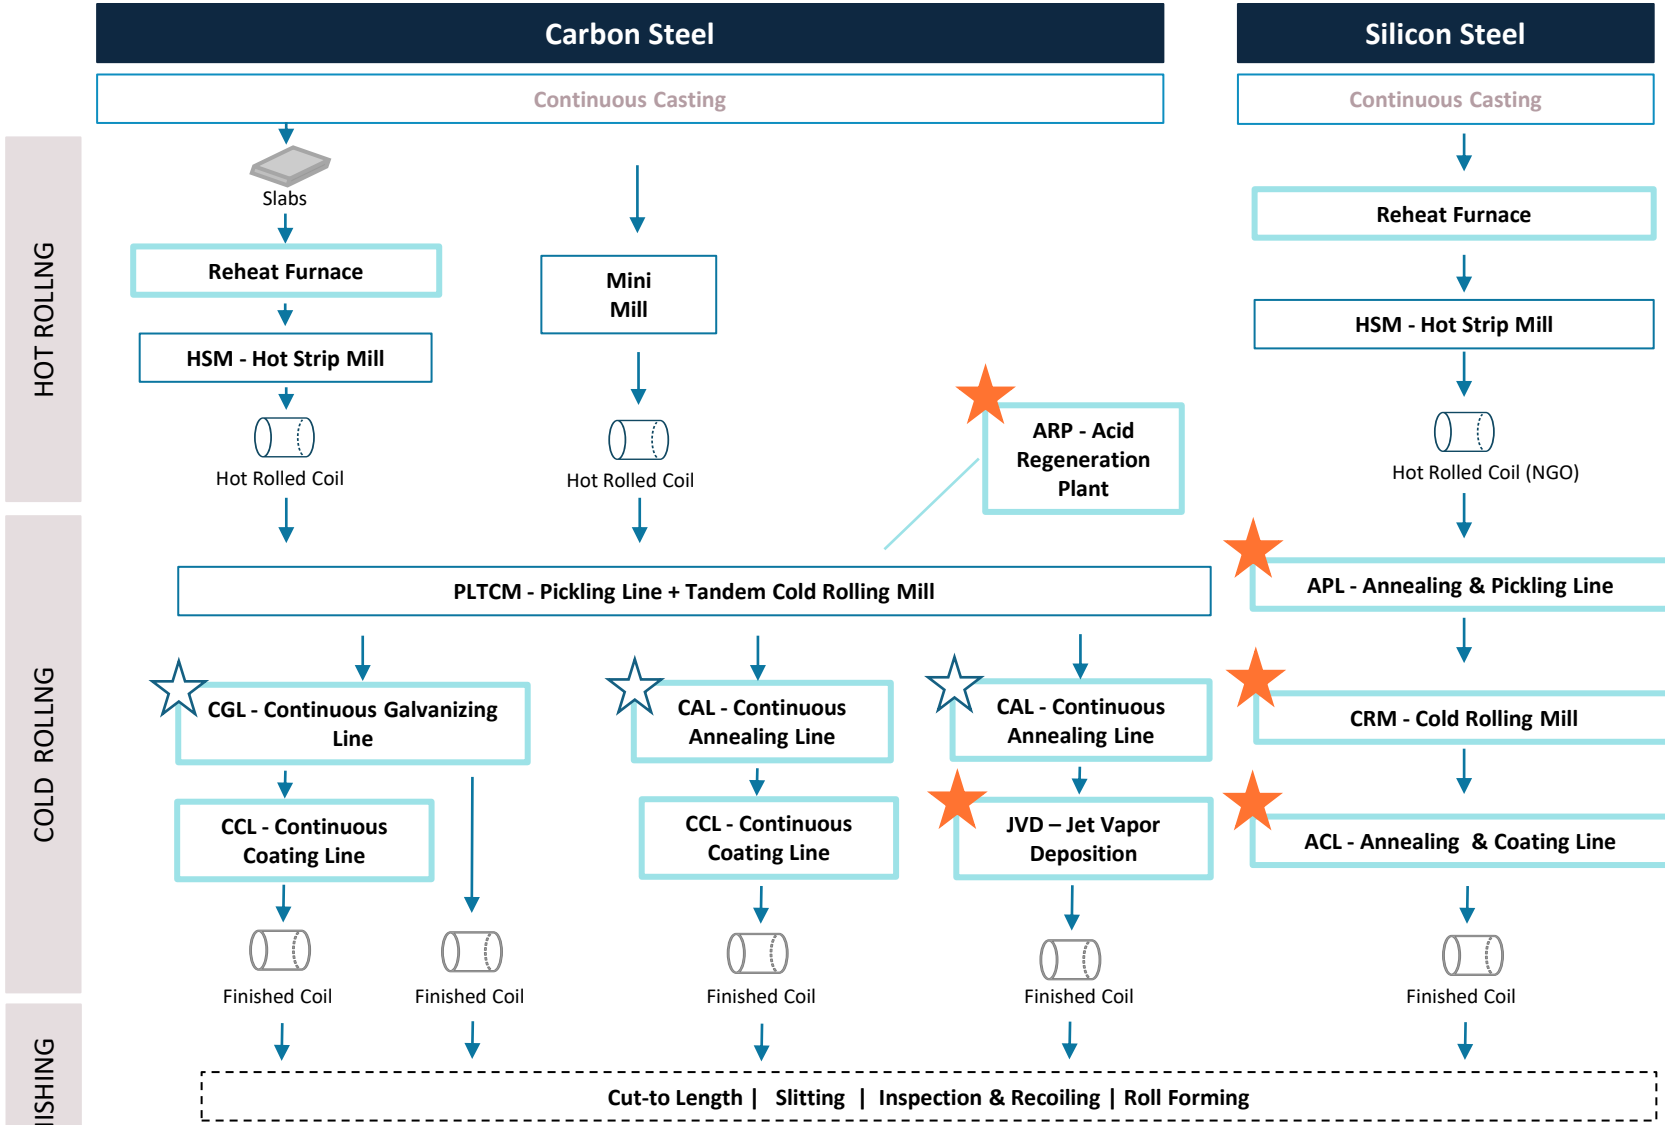 Carbon Steel
Silicon Steel
Continuous Casting
Continuous Casting
HOT ROLLNG
Slabs
Reheat Furnace
HSM - Hot Strip Mill
Hot Rolled Coil
Mini
Mill
Hot Rolled Coil
ARP - Acid
Regeneration
Plant
Reheat Furnace
HSM - Hot Strip Mill
Hot Rolled Coil (NGO)
COLD ROLLNG
PLTCM - Pickling Line + Tandem Cold Rolling Mill
APL - Annealing & Pickling Line
CGL - Continuous Galvanizing
Line
CAL - Continuous
Annealing Line
CAL - Continuous
Annealing Line
CRM - Cold Rolling Mill
CCL - Continuous
Coating Line
CCL - Continuous
Coating Line
JVD – Jet Vapor
Deposition
ACL - Annealing & Coating Line
Finished Coil
Finished Coil
Finished Coil
Finished Coil
Finished Coil
ISHING
Cut-to Length | Slitting | Inspection & Recoiling | Roll Forming